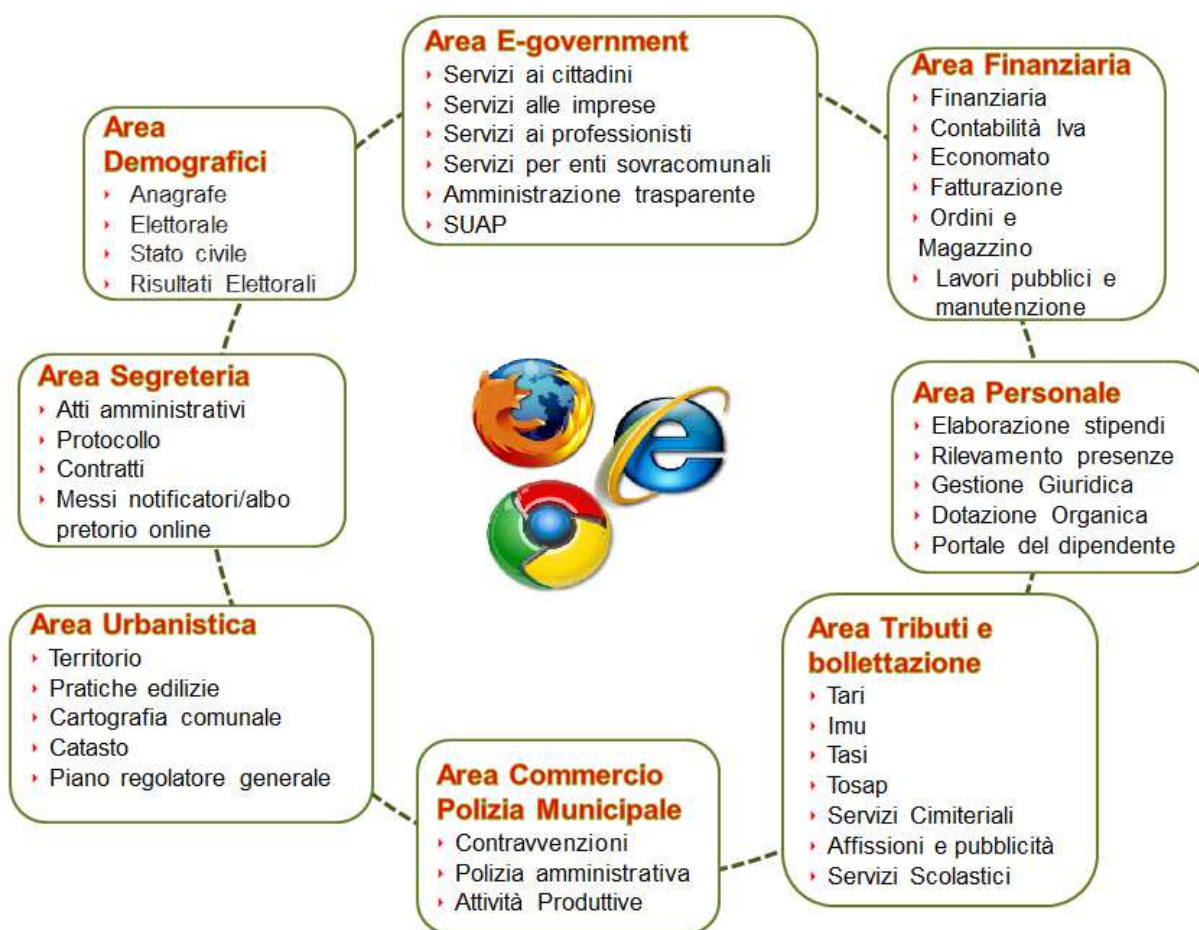 Area E-government
Servizi ai cittadini
Servizi alle imprese
Servizi ai professionisti
Servizi per enti sovracomunali
Amministrazione trasparente
SUAP
Area Finanziaria
Finanziaria
Contabilità Iva
Economato
Fatturazione
Ordini e
Magazzino
Lavori pubblici e
manutenzione
Area Personale
Elaborazione stipendi
Rilevamento presenze
Gestione Giuridica
Dotazione Organica
Portale del dipendente
Area Tributi e
bollettazione
Tari
Imu
Tasi
Tosap
Servizi Cimiteriali
Affissioni e pubblicità
Servizi Scolastici
Area Commercio
Polizia Municipale
Contravvenzioni
Polizia amministrativa
Attività Produttive
Area Urbanistica
Territorio
Pratiche edilizie
Cartografia comunale
Catasto
Piano regolatore generale
Area Segreteria
Atti amministrativi
Protocollo
Contratti
Messi notificatori/albo
pretorio online
Area
Demografici
Anagrafe
Elettorale
Stato civile
Risultati Elettorali